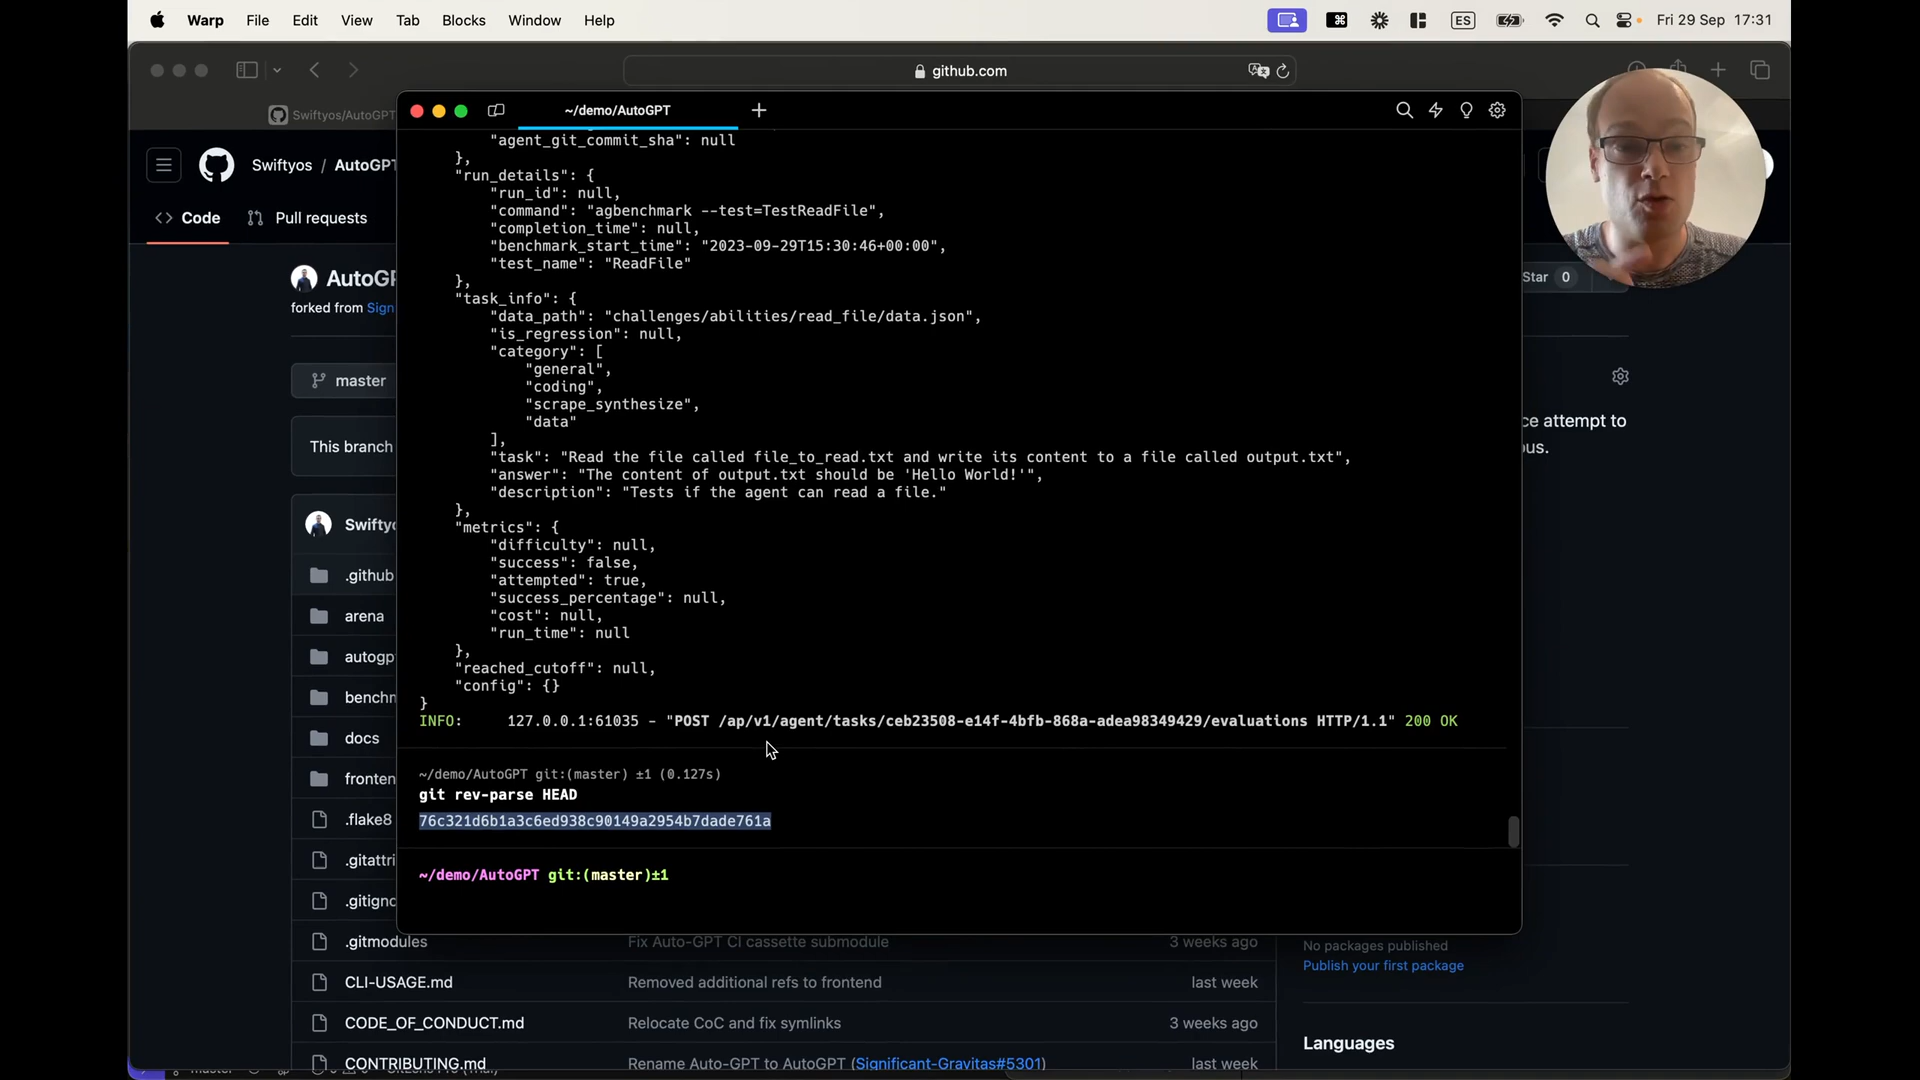 Warp File Edit View Tab Blocks Window Help ES Fri 29 Sep 17:31
github.com
Swiftyos/AutoGPT
~/demo/AutoGPT
Swiftyos / AutoGPT
Code Pull requests
Star 0
forked from Sign
master
This branch
ce attempt to
ous.
"agent_git_commit_sha": null
},
"run_details": {
"run_id": null,
"command": "agbenchmark --test=TestReadFile",
"completion_time": null,
"benchmark_start_time": "2023-09-29T15:30:46+00:00",
"test_name": "ReadFile"
},
"task_info": {
"data_path": "challenges/abilities/read_file/data.json",
"is_regression": null,
"category": [
"general",
"coding",
"scrape_synthesize",
"data"
],
"task": "Read the file called file_to_read.txt and write its content to a file called output.txt",
"answer": "The content of output.txt should be 'Hello World!'",
"description": "Tests if the agent can read a file."
},
"metrics": {
"difficulty": null,
"success": false,
"attempted": true,
"success_percentage": null,
"cost": null,
"run_time": null
},
"reached_cutoff": null,
"config": {}
}
INFO: 127.0.0.1:61035 - "POST /ap/v1/agent/tasks/ceb23508-e14f-4bfb-868a-adea98349429/evaluations HTTP/1.1" 200 OK
~/demo/AutoGPT git:(master) ±1 (0.127s)
git rev-parse HEAD
76c321d6b1a3c6ed938c90149a2954b7dade761a
~/demo/AutoGPT git:(master)±1
Swiftyo
.github
arena
autogp
benchm
docs
fronten
.flake8
.gitattri
.gitigno
.gitmodules Fix Auto-GPT CI cassette submodule 3 weeks ago
CLI-USAGE.md Removed additional refs to frontend last week
CODE_OF_CONDUCT.md Relocate CoC and fix symlinks 3 weeks ago
CONTRIBUTING.md Rename Auto-GPT to AutoGPT (Significant-Gravitas#5301) last week
No packages published
Publish your first package
Languages